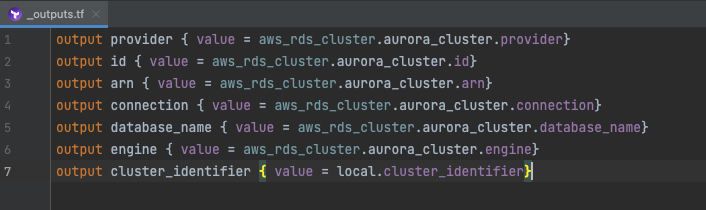 _outputs.tf
1 output provider { value = aws_rds_cluster.aurora_cluster.provider}
2 output id { value = aws_rds_cluster.aurora_cluster.id}
3 output arn { value = aws_rds_cluster.aurora_cluster.arn}
4 output connection { value = aws_rds_cluster.aurora_cluster.connection}
5 output database_name { value = aws_rds_cluster.aurora_cluster.database_name}
6 output engine { value = aws_rds_cluster.aurora_cluster.engine}
7 output cluster_identifier { value = local.cluster_identifier}